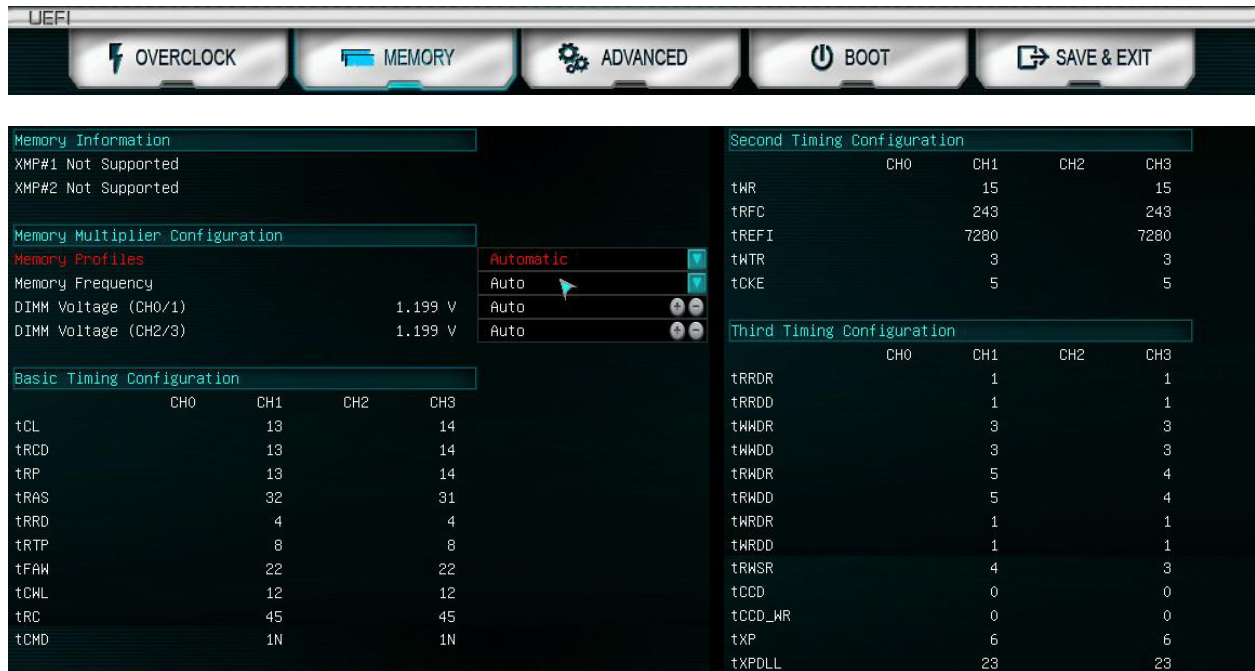 UEFI
OVERCLOCK MEMORY ADVANCED BOOT SAVE & EXIT
Memory Information
XMP#1 Not Supported
XMP#2 Not Supported
Memory Multiplier Configuration
Memory Profiles Automatic
Memory Frequency Auto
DIMM Voltage (CH0/1) 1.199 V Auto
DIMM Voltage (CH2/3) 1.199 V Auto
Basic Timing Configuration
CH0 CH1 CH2 CH3
tCL 13 14
tRCD 13 14
tRP 13 14
tRAS 32 31
tRRD 4 4
tRTP 8 8
tFAW 22 22
tCWL 12 12
tRC 45 45
tCMD 1N 1N
Second Timing Configuration
CH0 CH1 CH2 CH3
tWR 15 15
tRFC 243 243
tREFI 7280 7280
tWTR 3 3
tCKE 5 5
Third Timing Configuration
CH0 CH1 CH2 CH3
tRRDR 1 1
tRRDD 1 1
tWWDR 3 3
tWWDD 3 3
tRWDR 5 4
tRWDD 5 4
tWRDR 1 1
tWRDD 1 1
tRWSR 4 3
tCCD 0 0
tCCD_WR 0 0
tXP 6 6
tXPDLL 23 23